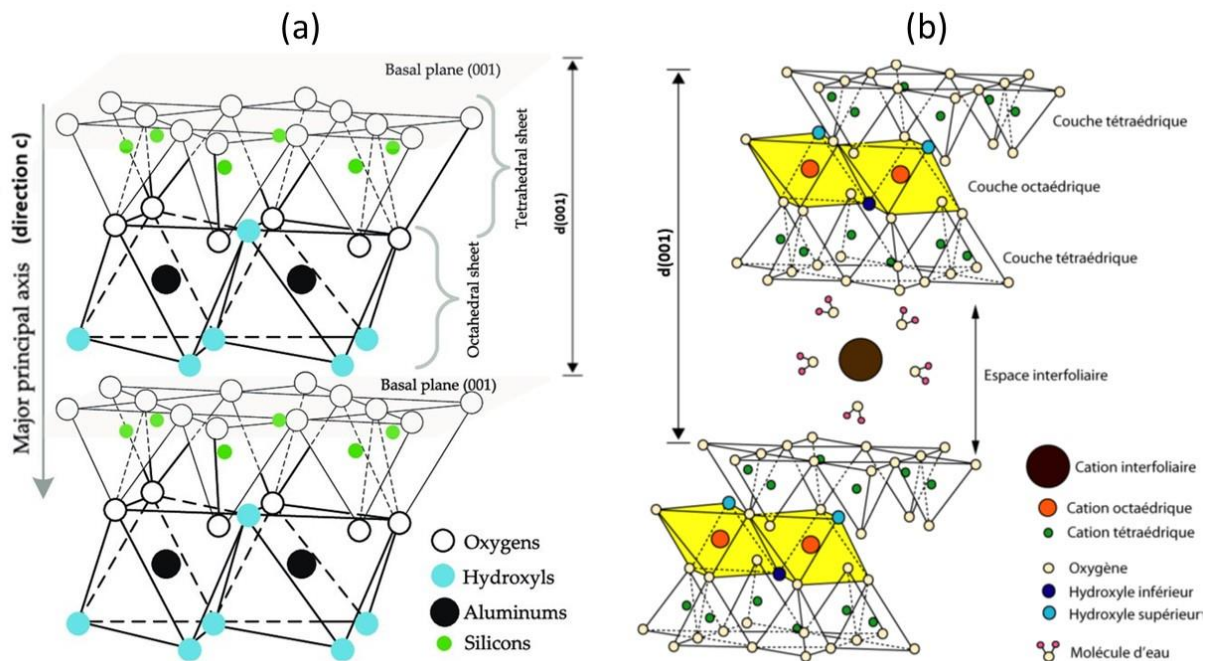 (a)
Basal plane (001)
Tetrahedral sheet
Octahedral sheet
d(001)
Major principal axis (direction c)
Basal plane (001)
Oxygens
Hydroxyls
Aluminums
Silicons
(b)
d(001)
Couche tétraédrique
Couche octaédrique
Couche tétraédrique
Espace interfoliaire
Cation interfoliaire
Cation octaédrique
Cation tétraédrique
Oxygène
Hydroxyle inférieur
Hydroxyle supérieur
Molécule d'eau